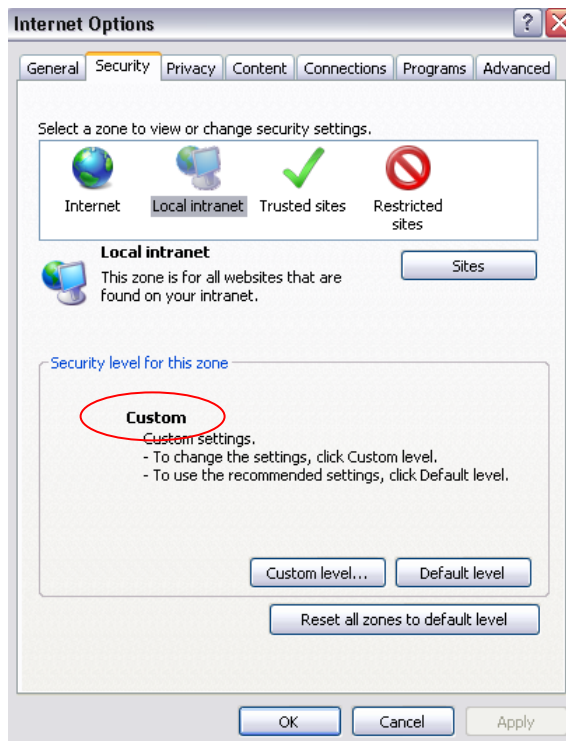 Internet Options
?
General Security Privacy Content Connections Programs Advanced
Select a zone to view or change security settings.
Internet Local intranet Trusted sites Restricted
sites
Local intranet
This zone is for all websites that are
found on your intranet.
Sites
Security level for this zone
Custom
Custom settings.
- To change the settings, click Custom level.
- To use the recommended settings, click Default level.
Custom level... Default level
Reset all zones to default level
OK Cancel Apply